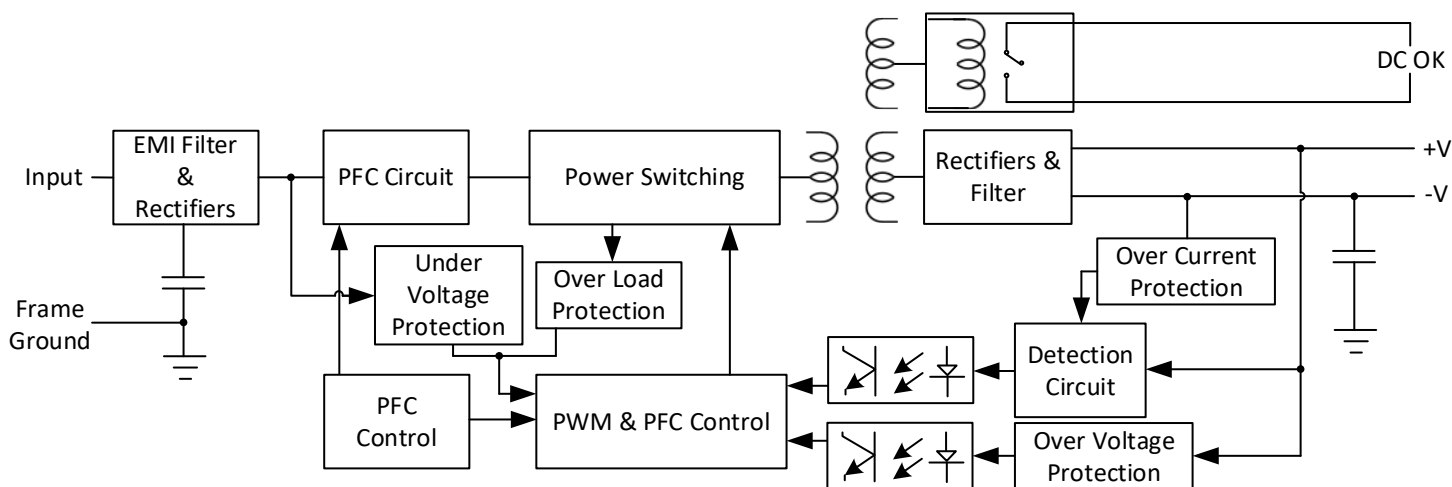 DC OK
EMI Filter
&
Rectifiers
Input
PFC Circuit
Power Switching
Rectifiers &
Filter
+V
-V
Under
Voltage
Protection
Over Load
Protection
Over Current
Protection
Frame
Ground
Detection
Circuit
PFC
Control
PWM & PFC Control
Over Voltage
Protection